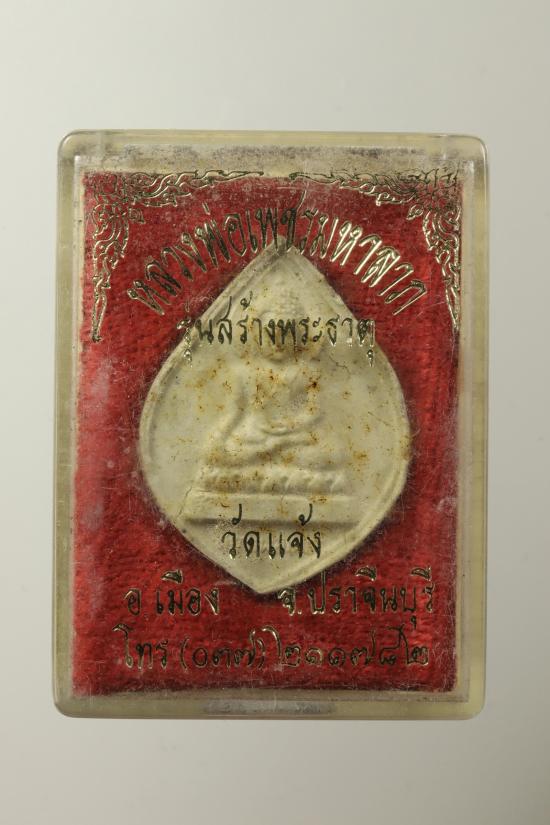 หลวงพ่อเพชรมหาลาภ
รุ่นสร้างพระธาตุ
วัดแจ้ง
อ.เมือง จ.ปราจีนบุรี
โทร (๐๓๗) ๒๑๑๗๘๒